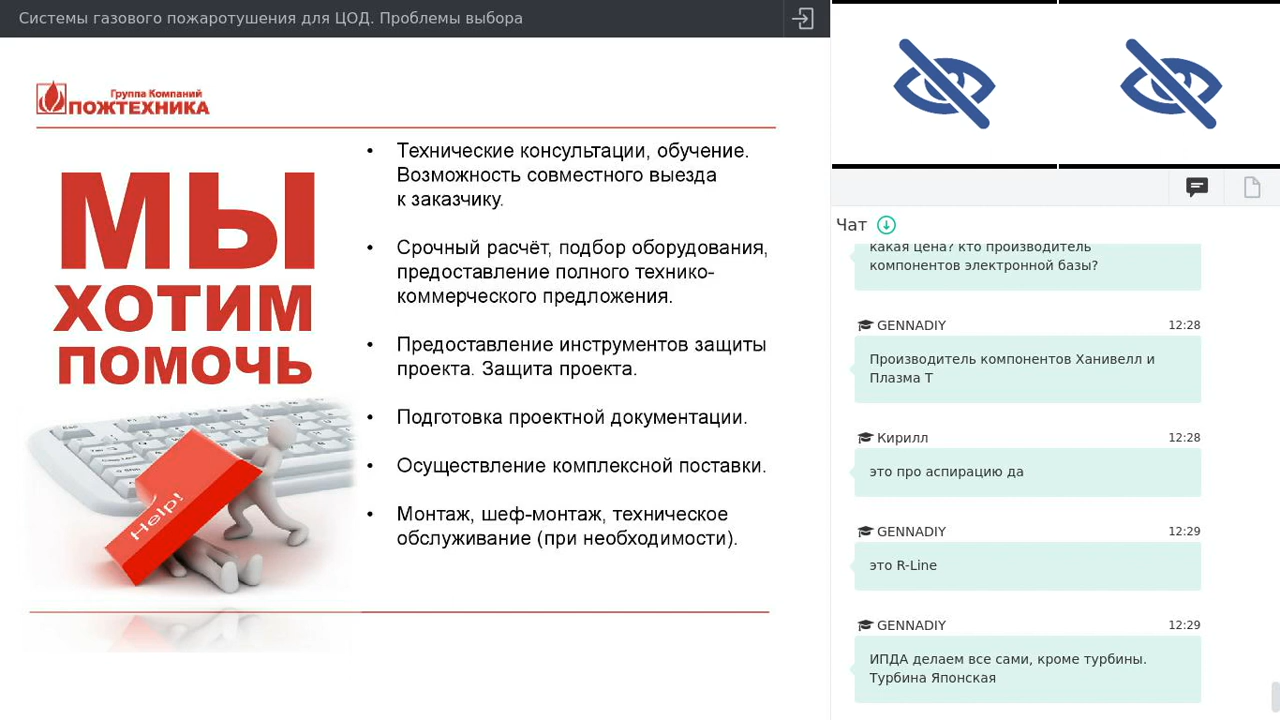 Системы газового пожаротушения для ЦОД. Проблемы выбора
Группа Компаний
ПОЖТЕХНИКА
МЫ
ХОТИМ
ПОМОЧЬ
Help!
• Технические консультации, обучение.
Возможность совместного выезда
к заказчику.
• Срочный расчёт, подбор оборудования,
предоставление полного технико-
коммерческого предложения.
• Предоставление инструментов защиты
проекта. Защита проекта.
• Подготовка проектной документации.
• Осуществление комплексной поставки.
• Монтаж, шеф-монтаж, техническое
обслуживание (при необходимости).
Чат
какая цена? кто производитель
компонентов электронной базы?
GENNADIY 12:28
Производитель компонентов Ханивелл и
Плазма Т
Кирилл 12:28
это про аспирацию да
GENNADIY 12:29
это R-Line
GENNADIY 12:29
ИПДА делаем все сами, кроме турбины.
Турбина Японская